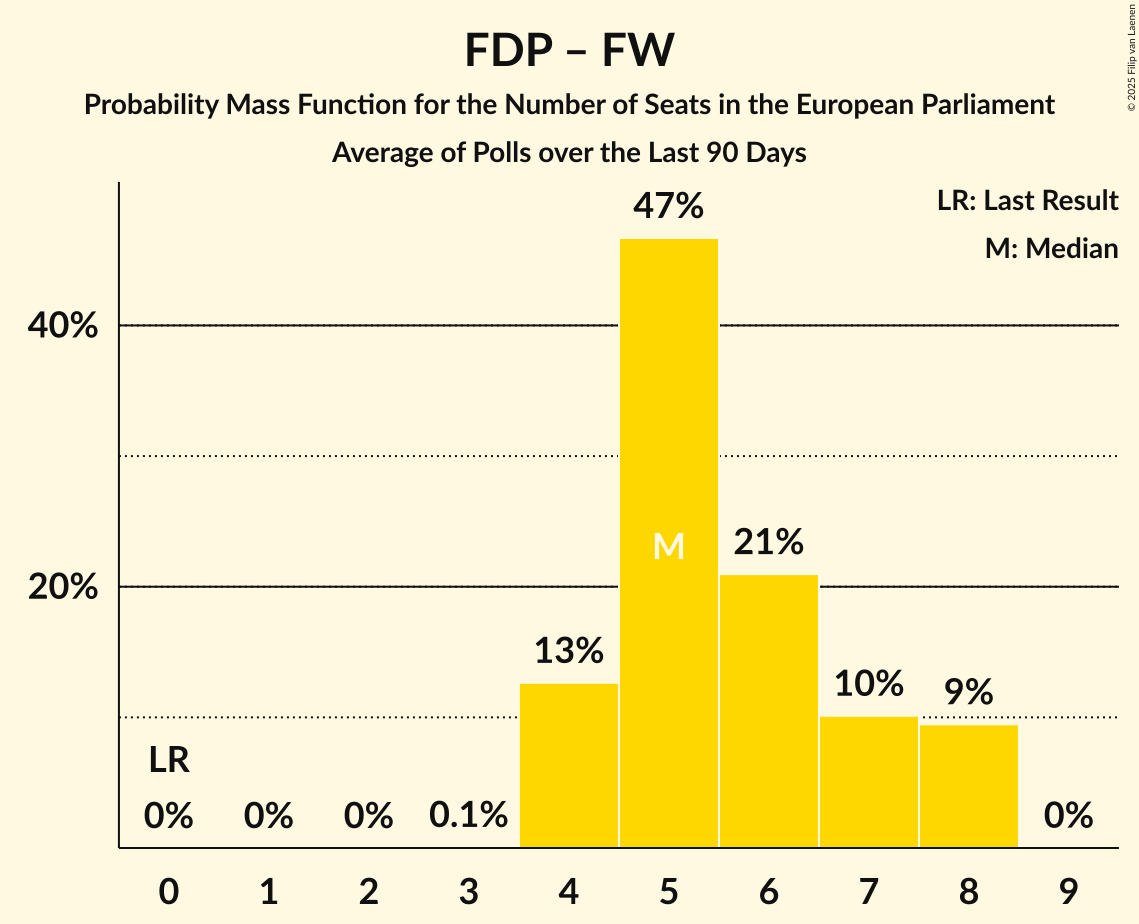 FDP – FW
Probability Mass Function for the Number of Seats in the European Parliament
Average of Polls over the Last 90 Days
© 2025 Filip van Laenen
LR: Last Result
M: Median
47%
40%
M
21%
20%
13%
10%
9%
LR
0%
0%
0%
0.1%
0%
0
1
2
3
4
5
6
7
8
9